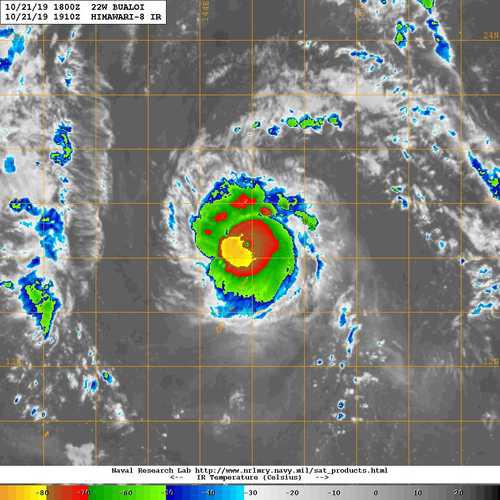 10/21/19 1800Z 22W BUALOI
10/21/19 1910Z HIMAWARI-8 IR
24N
Naval Research Lab http://www.nrlmry.navy.mil/sat_products.html
<-- IR Temperature (Celsius) -->
-80 -70 -60 -50 -40 -30 -20 -10 0 10 20